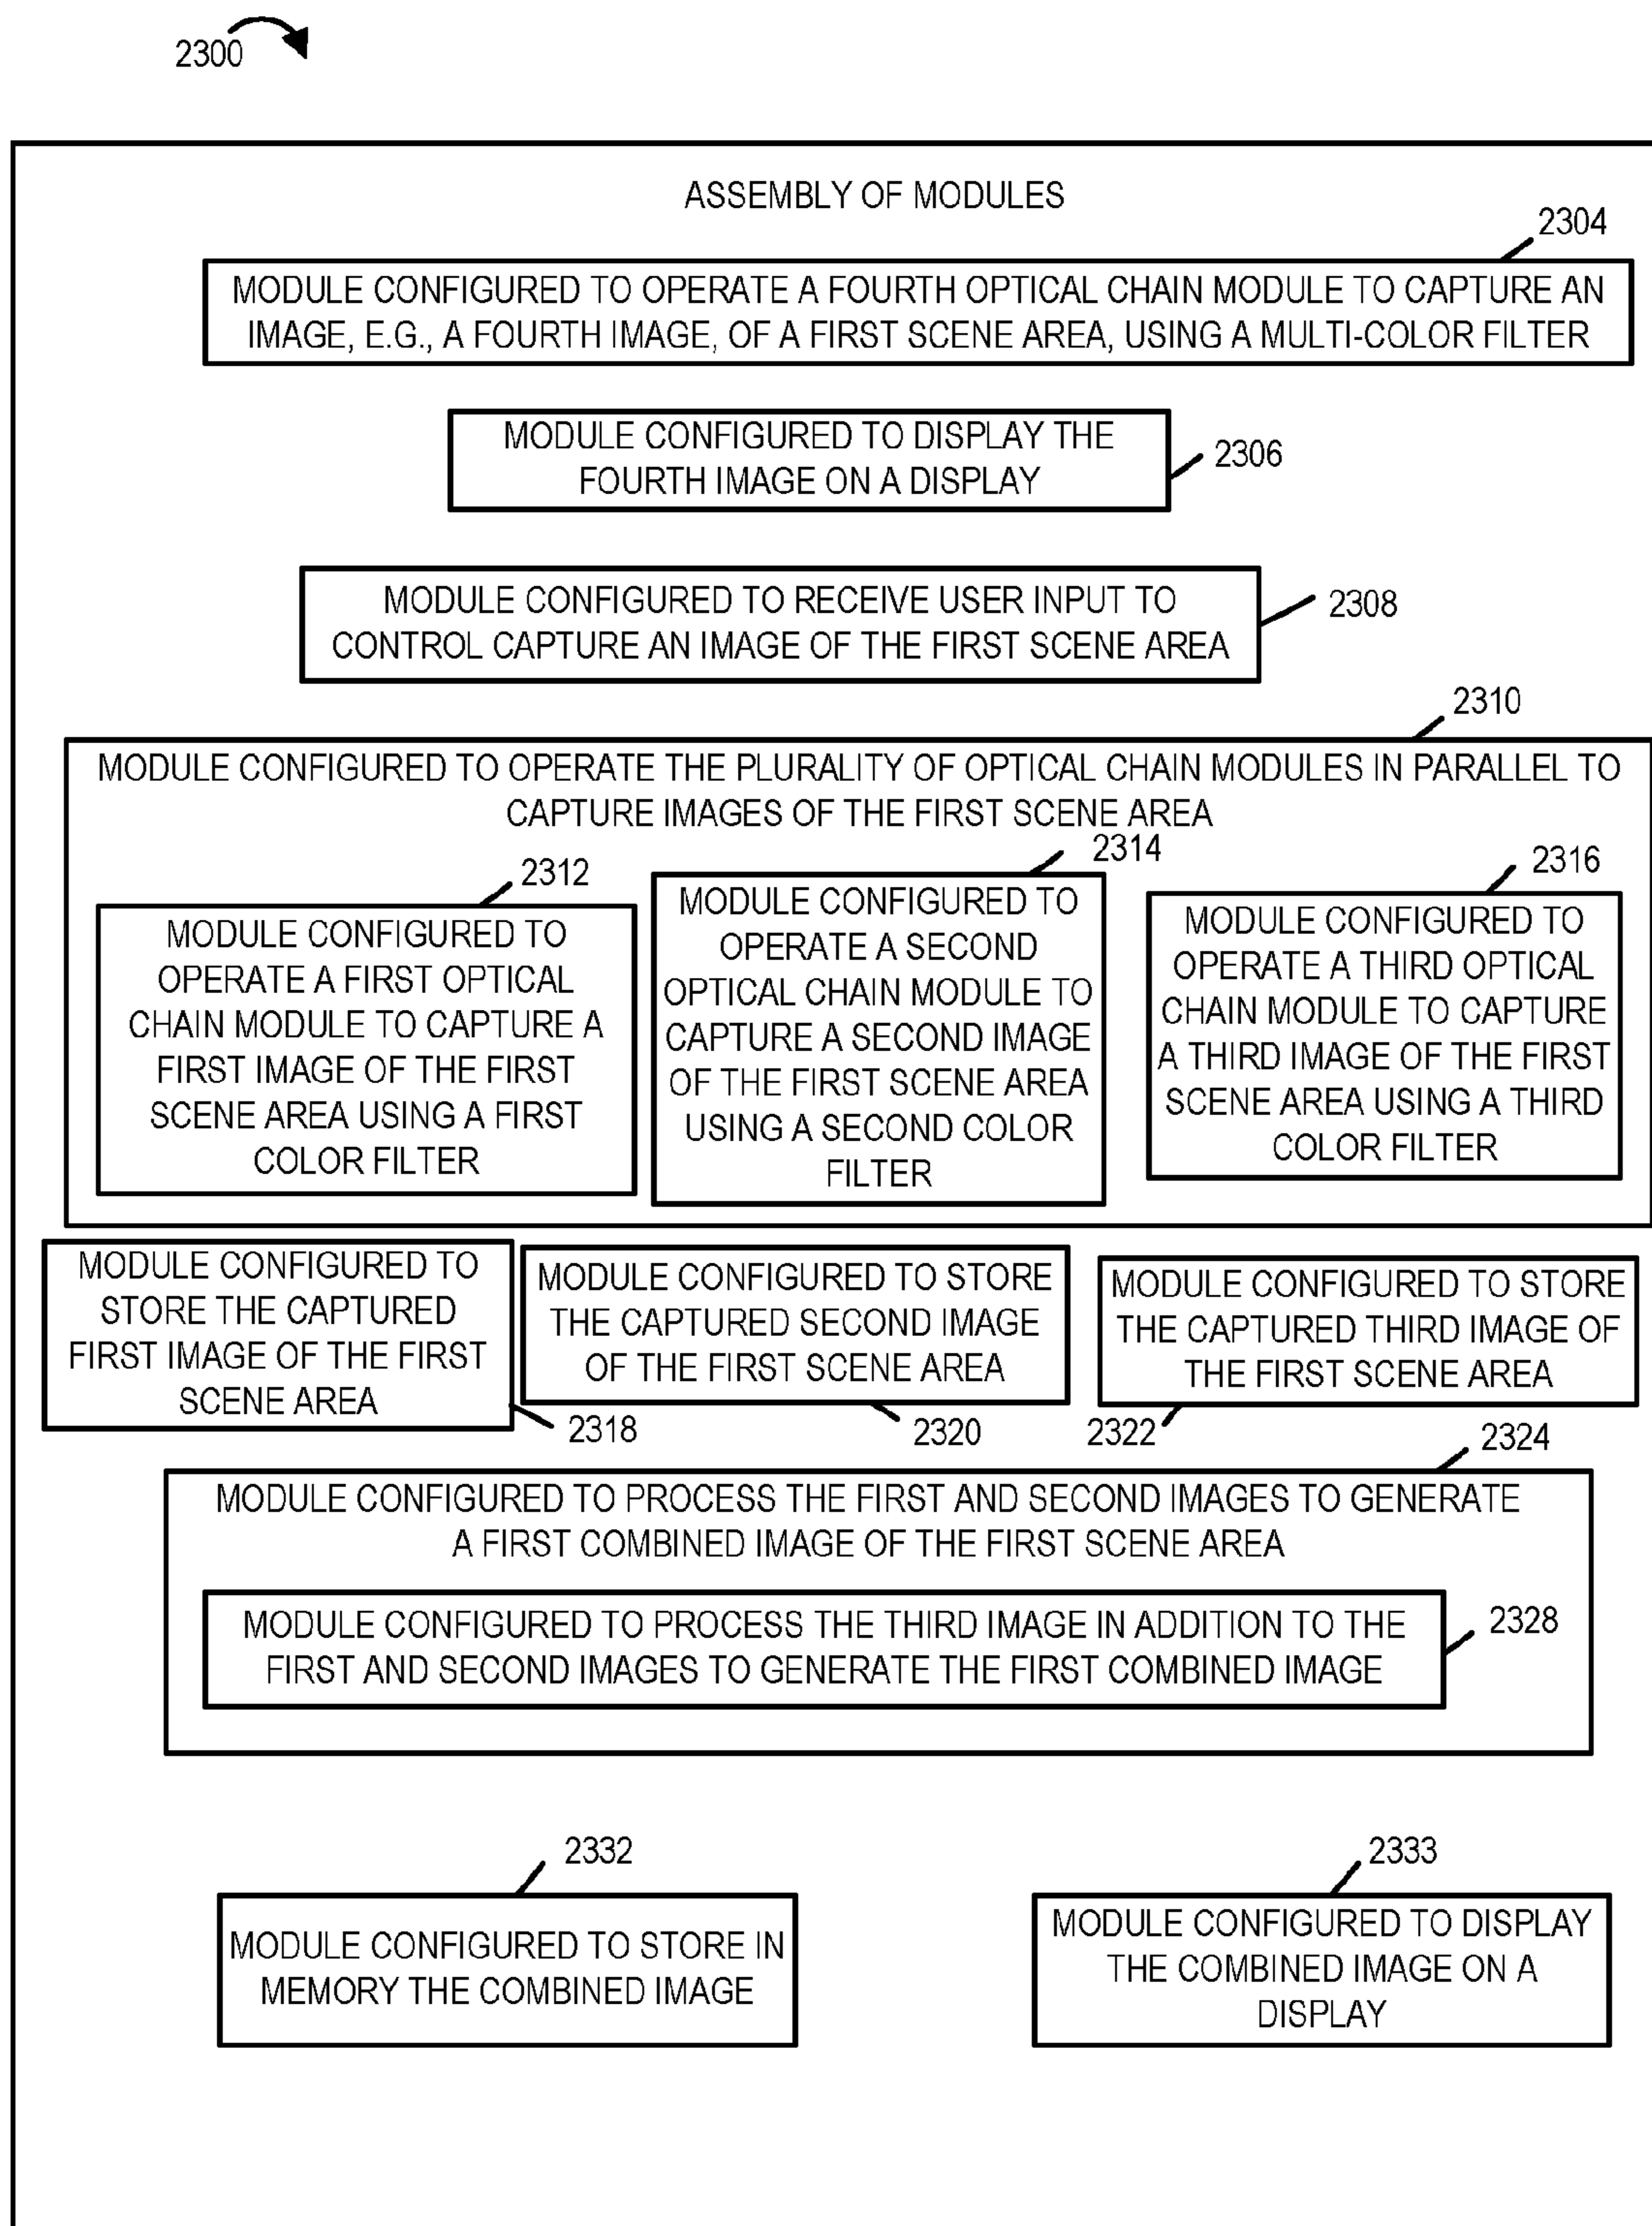 2300
ASSEMBLY OF MODULES
2304
MODULE CONFIGURED TO OPERATE A FOURTH OPTICAL CHAIN MODULE TO CAPTURE AN
IMAGE, E.G., A FOURTH IMAGE, OF A FIRST SCENE AREA, USING A MULTI-COLOR FILTER
MODULE CONFIGURED TO DISPLAY THE
FOURTH IMAGE ON A DISPLAY
2306
MODULE CONFIGURED TO RECEIVE USER INPUT TO
CONTROL CAPTURE AN IMAGE OF THE FIRST SCENE AREA
2308
2310
MODULE CONFIGURED TO OPERATE THE PLURALITY OF OPTICAL CHAIN MODULES IN PARALLEL TO
CAPTURE IMAGES OF THE FIRST SCENE AREA
2312
MODULE CONFIGURED TO
OPERATE A FIRST OPTICAL
CHAIN MODULE TO CAPTURE A
FIRST IMAGE OF THE FIRST
SCENE AREA USING A FIRST
COLOR FILTER
2314
MODULE CONFIGURED TO
OPERATE A SECOND
OPTICAL CHAIN MODULE TO
CAPTURE A SECOND IMAGE
OF THE FIRST SCENE AREA
USING A SECOND COLOR
FILTER
2316
MODULE CONFIGURED TO
OPERATE A THIRD OPTICAL
CHAIN MODULE TO CAPTURE
A THIRD IMAGE OF THE FIRST
SCENE AREA USING A THIRD
COLOR FILTER
MODULE CONFIGURED TO
STORE THE CAPTURED
FIRST IMAGE OF THE FIRST
SCENE AREA
2318
MODULE CONFIGURED TO STORE
THE CAPTURED SECOND IMAGE
OF THE FIRST SCENE AREA
2320
MODULE CONFIGURED TO STORE
THE CAPTURED THIRD IMAGE OF
THE FIRST SCENE AREA
2322
2324
MODULE CONFIGURED TO PROCESS THE FIRST AND SECOND IMAGES TO GENERATE
A FIRST COMBINED IMAGE OF THE FIRST SCENE AREA
MODULE CONFIGURED TO PROCESS THE THIRD IMAGE IN ADDITION TO THE
FIRST AND SECOND IMAGES TO GENERATE THE FIRST COMBINED IMAGE
2328
2332
MODULE CONFIGURED TO STORE IN
MEMORY THE COMBINED IMAGE
2333
MODULE CONFIGURED TO DISPLAY
THE COMBINED IMAGE ON A
DISPLAY